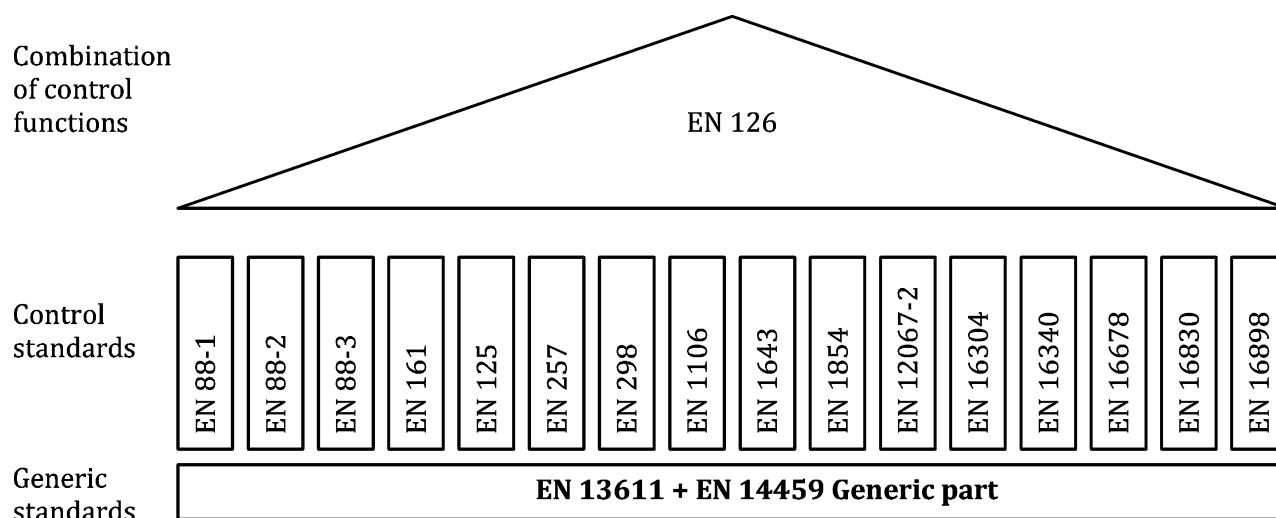 Combination
of control
functions
EN 126
Control
standards
EN 88-1
EN 88-2
EN 88-3
EN 161
EN 125
EN 257
EN 298
EN 1106
EN 1643
EN 1854
EN 12067-2
EN 16304
EN 16340
EN 16678
EN 16830
EN 16898
Generic
standards
EN 13611 + EN 14459 Generic part